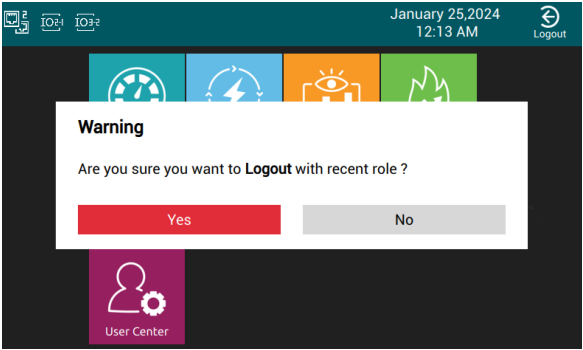 January 25,2024
12:13 AM
Logout
Warning
Are you sure you want to Logout with recent role ?
Yes
No
User Center